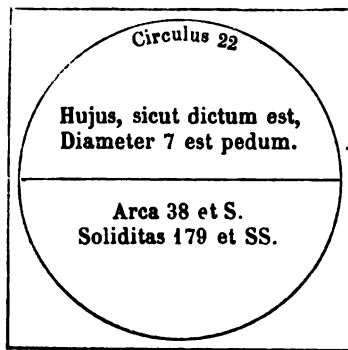 Circulus 22
Hujus, sicut dictum est,
Diameter 7 est pedum.
Arca 38 et S.
Soliditas 179 et SS.